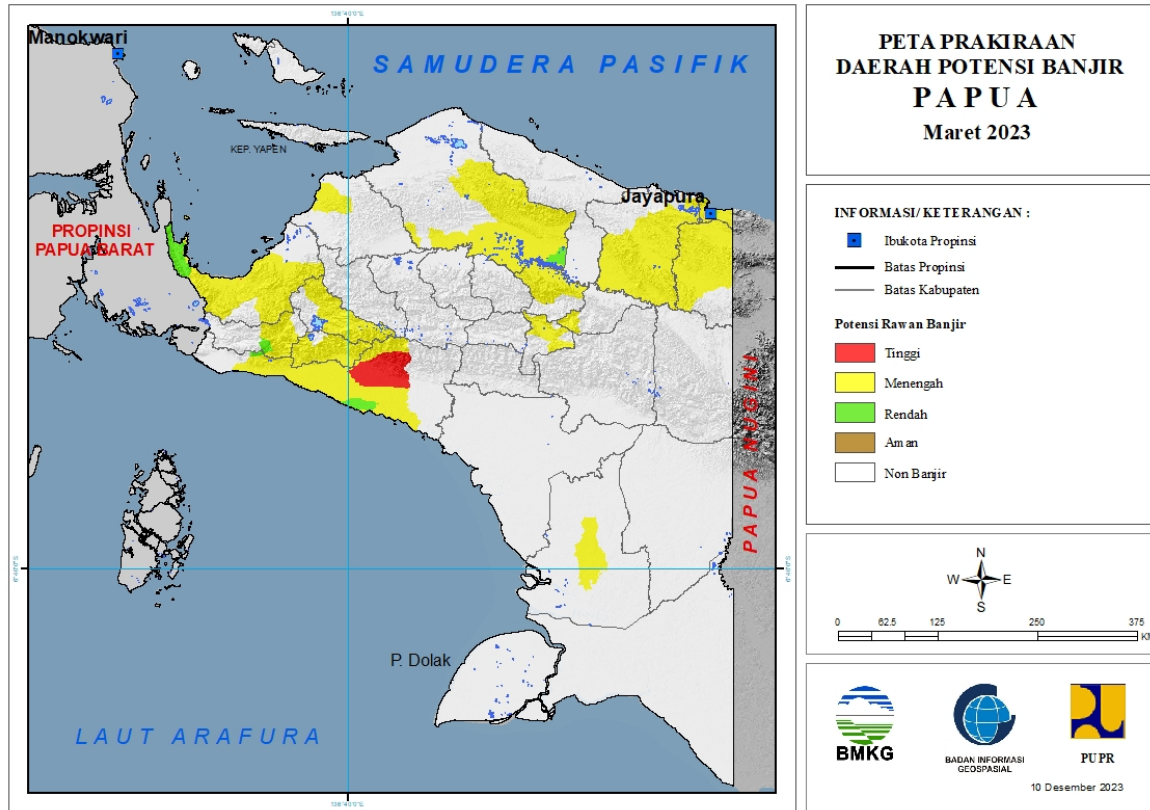 Manokwari
SAMUDERA PASIFIK
KEP. YAPEN
Jayapura
PROPINSI
PAPUA BARAT
PAPUA NUGINI
P. Dolak
LAUT ARAFURA
PETA PRAKIRAAN
DAERAH POTENSI BANJIR
PAPUA
Maret 2023
INFORMASI/ KETERANGAN :
Ibukota Propinsi
Batas Propinsi
Batas Kabupaten
Potensi Rawan Banjir
Tinggi
Menengah
Rendah
Aman
Non Banjir
N
W E
S
0 62.5 125 250 375
KM
BMKG
BADAN INFORMASI
GEOSPASIAL
PUPR
10 Desember 2023